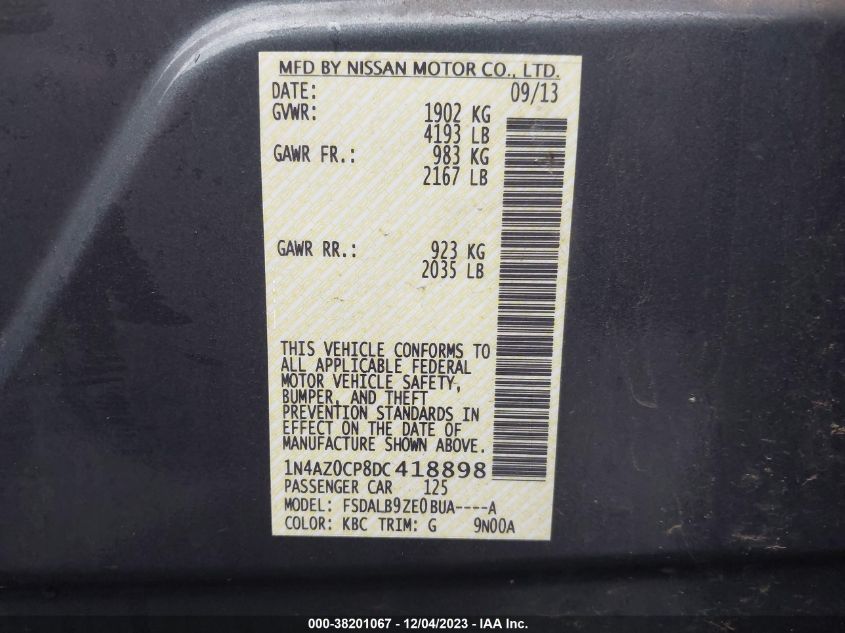 MFD BY NISSAN MOTOR CO., LTD.
DATE: 09/13
GVWR: 1902 KG
4193 LB
GAWR FR.: 983 KG
2167 LB
GAWR RR.: 923 KG
2035 LB
THIS VEHICLE CONFORMS TO
ALL APPLICABLE FEDERAL
MOTOR VEHICLE SAFETY,
BUMPER, AND THEFT
PREVENTION STANDARDS IN
EFFECT ON THE DATE OF
MANUFACTURE SHOWN ABOVE.
1N4AZ0CP8DC418898
PASSENGER CAR 125
MODEL: FSDALB9ZE0BUA----A
COLOR: KBC TRIM: G 9N00A
000-38201067 - 12/04/2023 - IAA Inc.